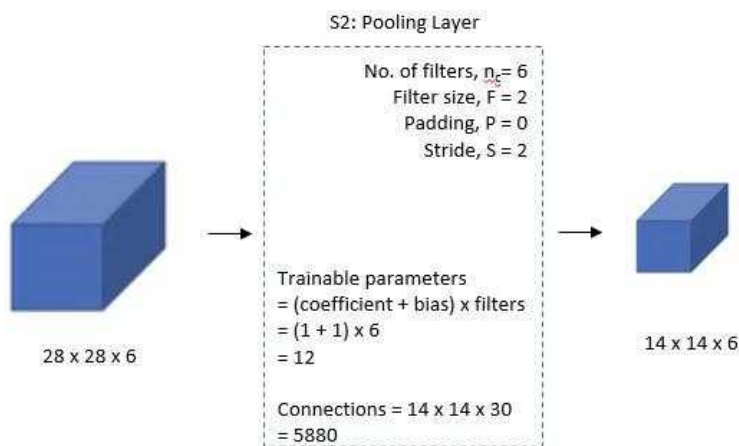 S2: Pooling Layer
No. of filters, nc= 6
Filter size, F = 2
Padding, P = 0
Stride, S = 2
Trainable parameters
= (coefficient + bias) x filters
= (1 + 1) x 6
= 12
28 x 28 x 6
14 x 14 x 6
Connections = 14 x 14 x 30
= 5880